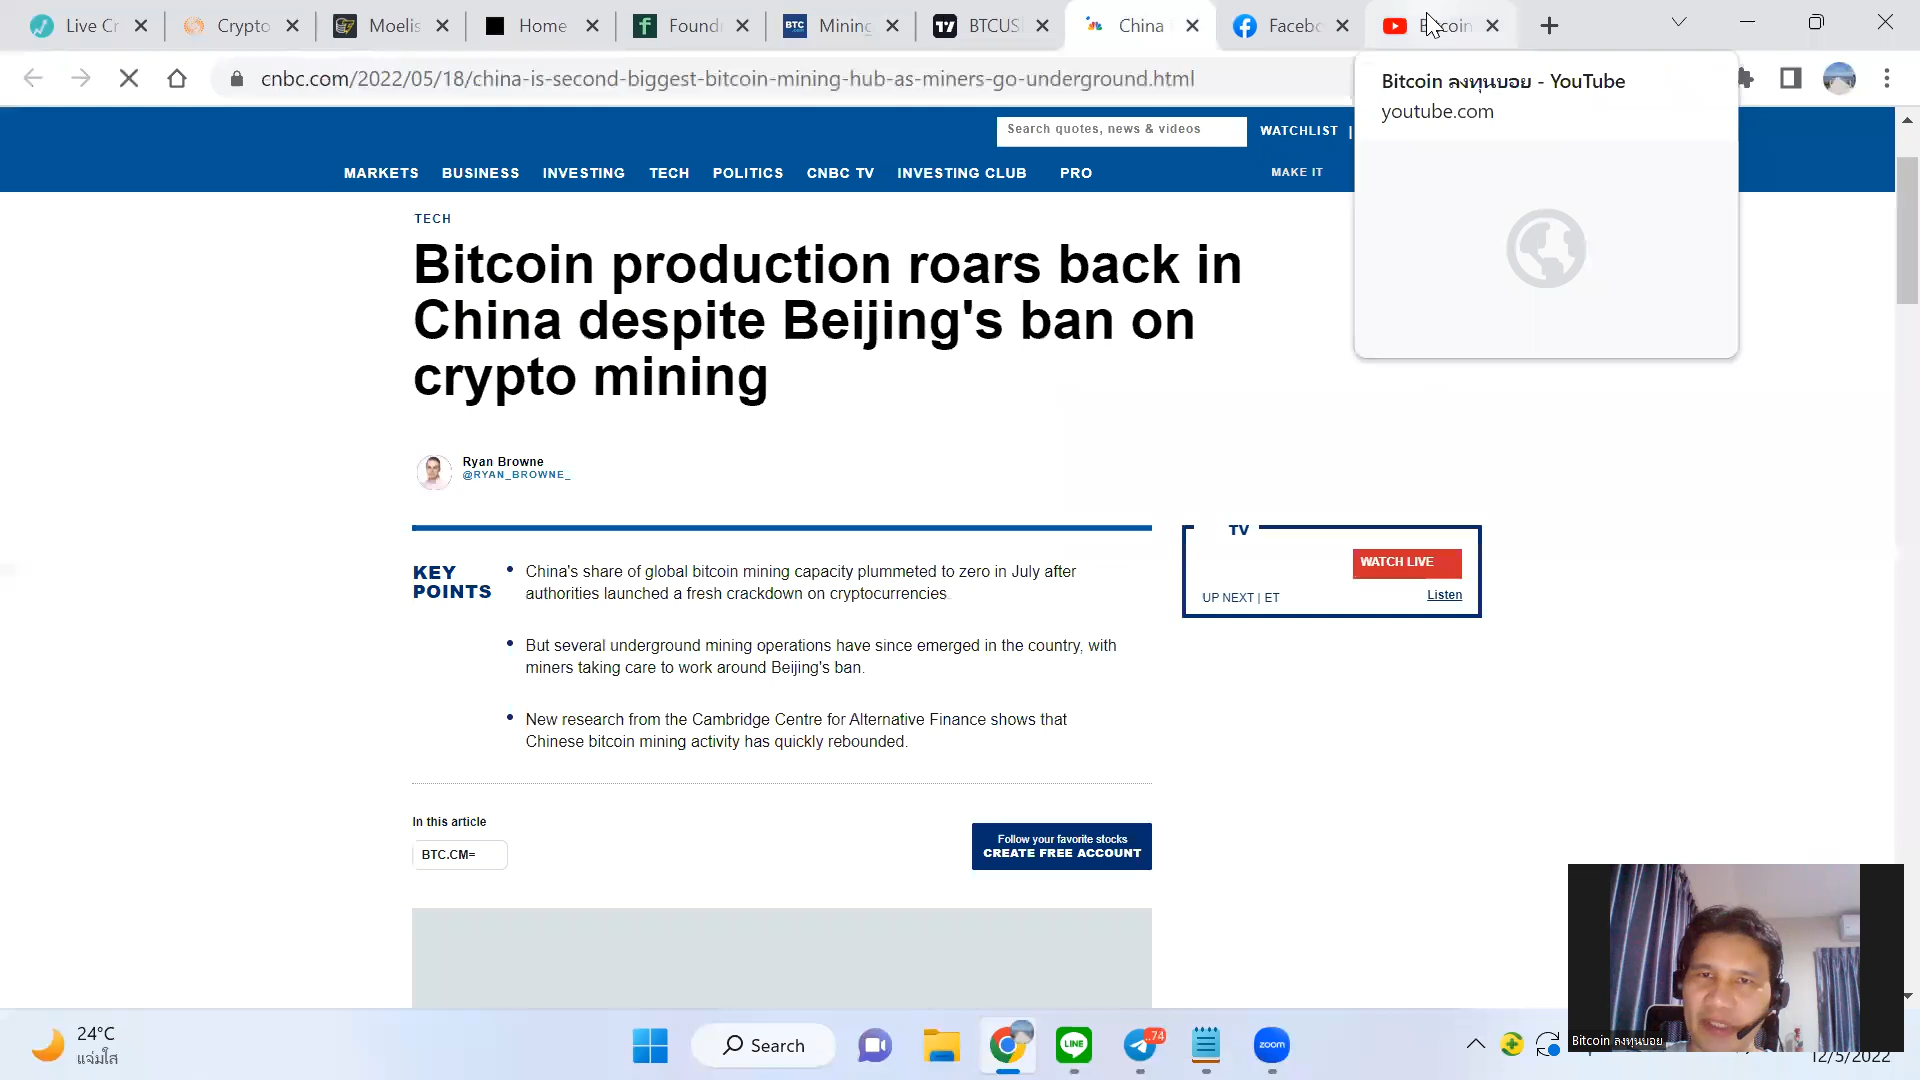 Live Cr
Crypto
Moelis
Home
Found
Mining
BTCUS
China
Facebo
Bitcoin
cnbc.com/2022/05/18/china-is-second-biggest-bitcoin-mining-hub-as-miners-go-underground.html
Bitcoin ลงทุนบอย - YouTube
youtube.com
Search quotes, news & videos
WATCHLIST |
MARKETS BUSINESS INVESTING TECH POLITICS CNBC TV INVESTING CLUB PRO MAKE IT
TECH
Bitcoin production roars back in
China despite Beijing's ban on
crypto mining
Ryan Browne
@RYAN_BROWNE_
KEY
POINTS
China's share of global bitcoin mining capacity plummeted to zero in July after
authorities launched a fresh crackdown on cryptocurrencies.
But several underground mining operations have since emerged in the country, with
miners taking care to work around Beijing's ban.
New research from the Cambridge Centre for Alternative Finance shows that
Chinese bitcoin mining activity has quickly rebounded.
TV
WATCH LIVE
UP NEXT | ET
Listen
In this article
BTC.CM=
Follow your favorite stocks
CREATE FREE ACCOUNT
24°C
แจ่มใส
Search
LINE
..74
zoom
Bitcoin ลงทุนบอย
12/5/2022